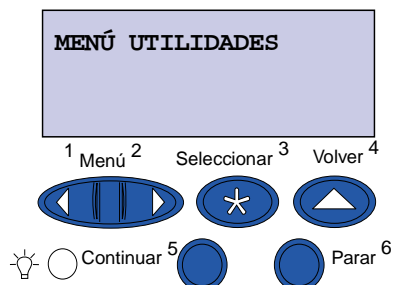 MENÚ UTILIDADES
1 Menú 2 Seleccionar 3 Volver 4
Continuar 5 Parar 6